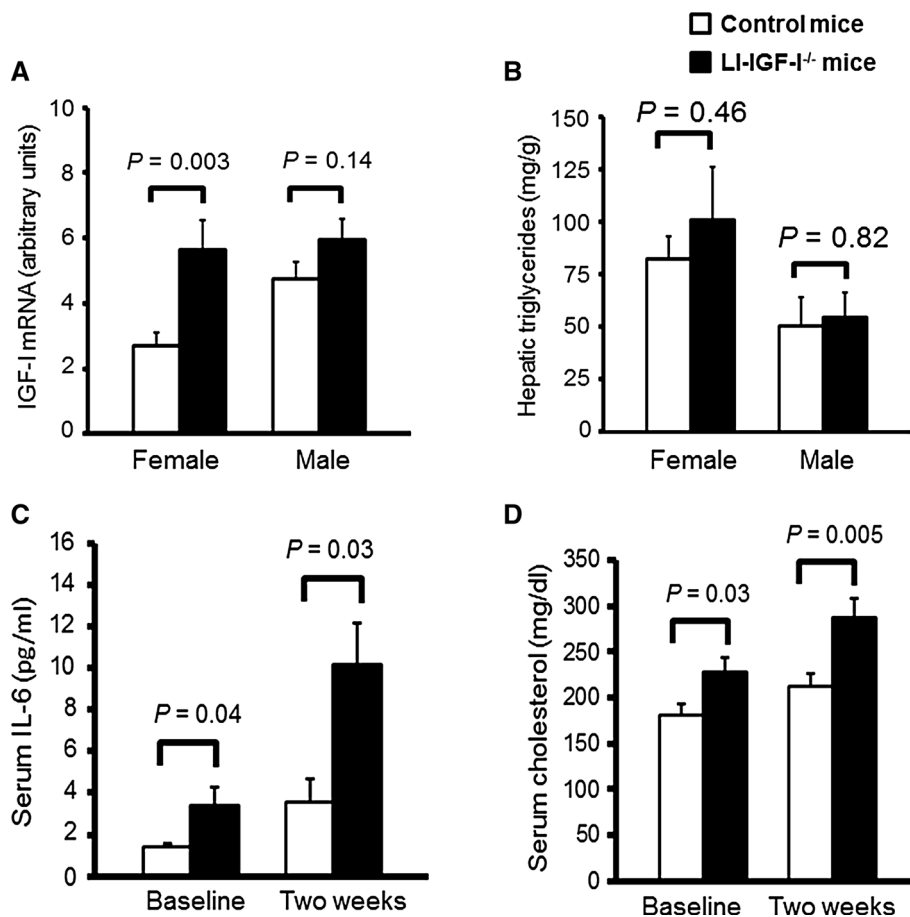 Control mice
LI-IGF-I-/- mice
A
IGF-I mRNA (arbitrary units)
10
8
6
4
2
0
P = 0.003
P = 0.14
Female
Male
B
Hepatic triglycerides (mg/g)
150
125
100
75
50
25
0
P = 0.46
P = 0.82
Female
Male
C
Serum IL-6 (pg/ml)
16
14
12
10
8
6
4
2
0
P = 0.04
P = 0.03
Baseline
Two weeks
D
Serum cholesterol (mg/dl)
350
300
250
200
150
100
50
0
P = 0.03
P = 0.005
Baseline
Two weeks